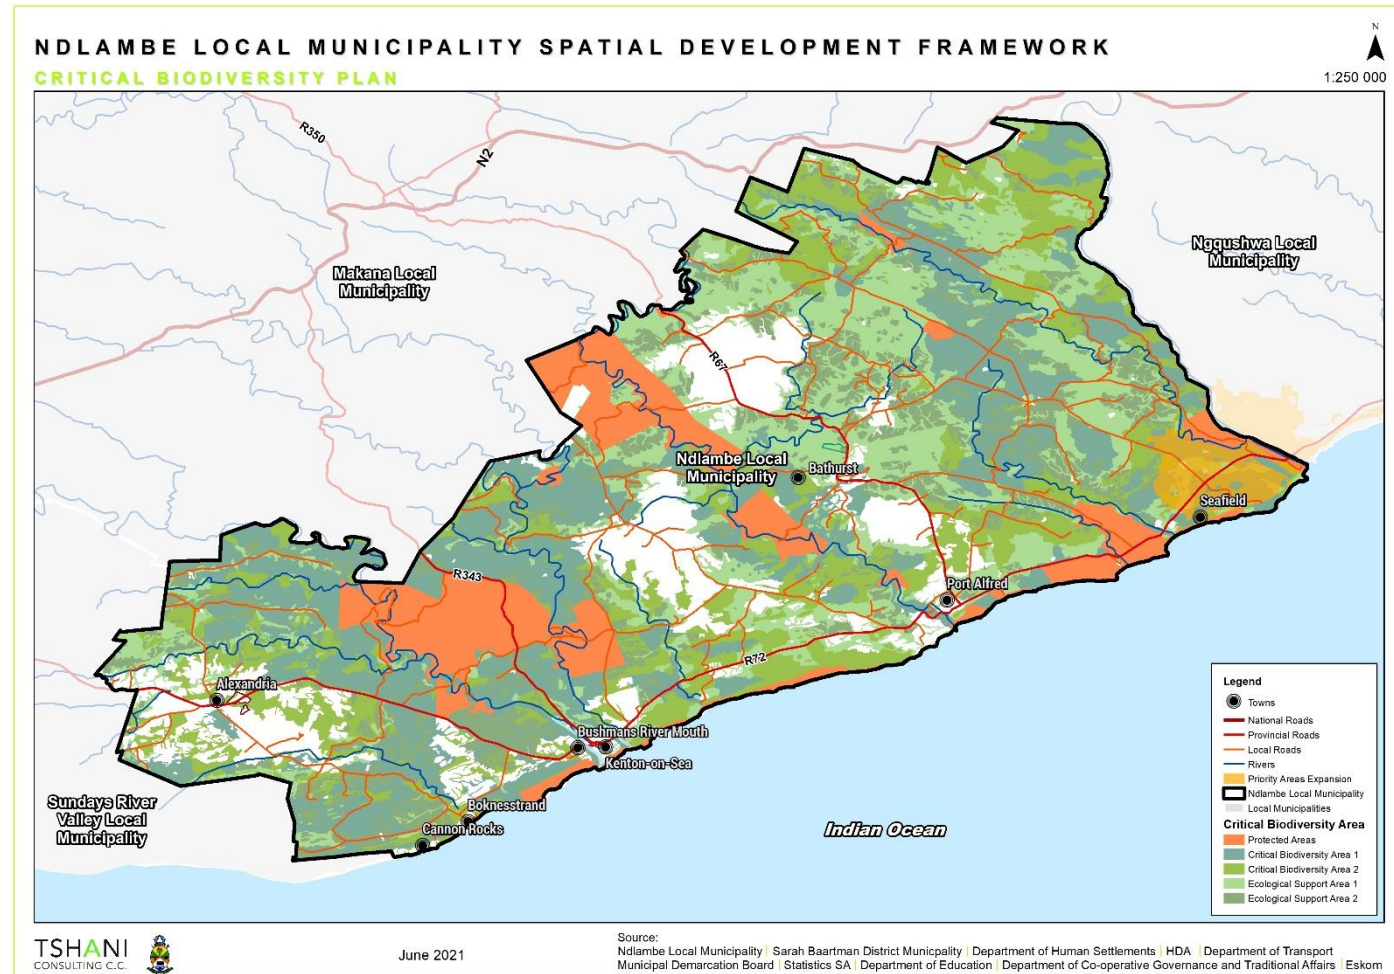 NDLAMBE LOCAL MUNICIPALITY SPATIAL DEVELOPMENT FRAMEWORK
CRITICAL BIODIVERSITY PLAN
N
1:250 000
R350
N2
Makana Local
Municipality
Ngqushwa Local
Municipality
R67
Ndlambe Local
Municipality
Bathurst
Seafield
R343
Port Alfred
R72
Alexandria
Bushmans River Mouth
Kenton-on-Sea
Sundays River
Valley Local
Municipality
Boknesstrand
Cannon Rocks
Indian Ocean
Legend
Towns
National Roads
Provincial Roads
Local Roads
Rivers
Priority Areas Expansion
Ndlambe Local Municipality
Local Municipalities
Critical Biodiversity Area
Protected Areas
Critical Biodiversity Area 1
Critical Biodiversity Area 2
Ecological Support Area 1
Ecological Support Area 2
TSHANI
CONSULTING C.C.
June 2021
Source:
Ndlambe Local Municipality | Sarah Baartman District Municpality | Department of Human Settlements | HDA | Department of Transport
Municipal Demarcation Board | Statistics SA | Department of Education | Department of Co-operative Governance and Traditional Affairs | Eskom